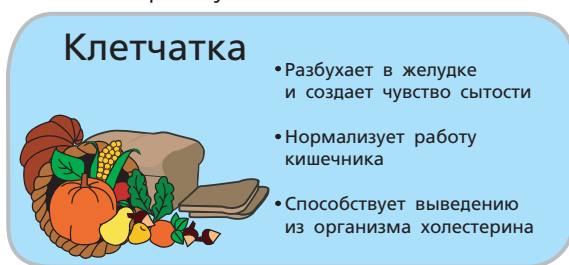 Клетчатка
•Разбухает в желудке
и создает чувство сытости
•Нормализует работу
кишечника
•Способствует выведению
из организма холестерина